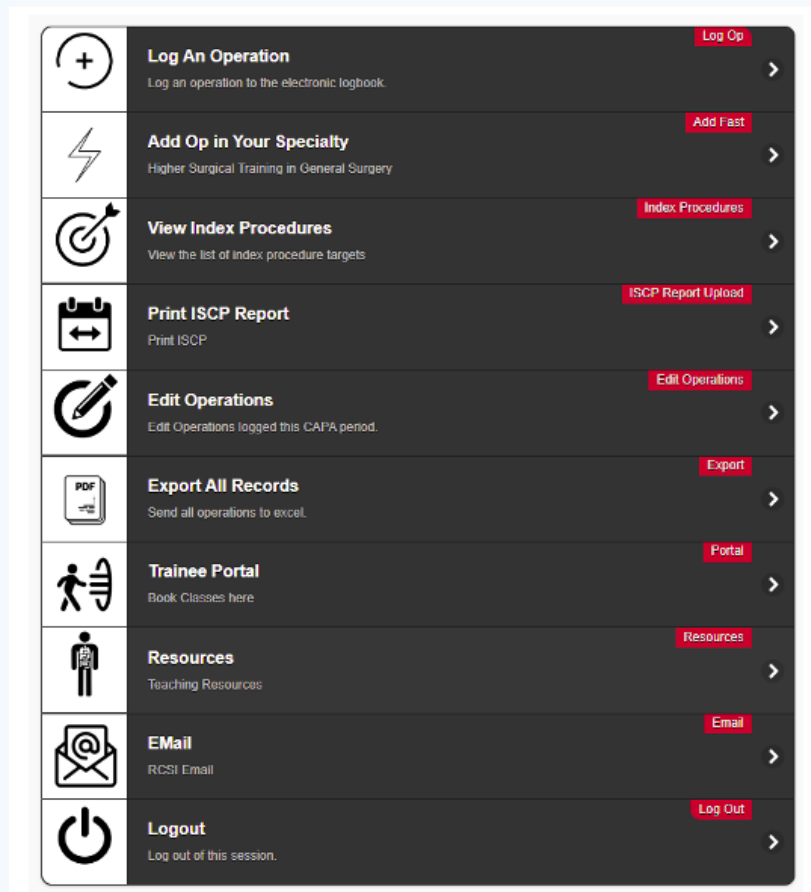 Log Op
Log An Operation
Log an operation to the electronic logbook.
Add Fast
Add Op in Your Specialty
Higher Surgical Training in General Surgery
Index Procedures
View Index Procedures
View the list of index procedure targets
ISCP Report Upload
Print ISCP Report
Print ISCP
Edit Operations
Edit Operations
Edit Operations logged this CAPA period.
Export
PDF
Export All Records
Send all operations to excel.
Portal
Trainee Portal
Book Classes here
Resources
Resources
Teaching Resources
Email
EMail
RCSI Email
Log Out
Logout
Log out of this session.